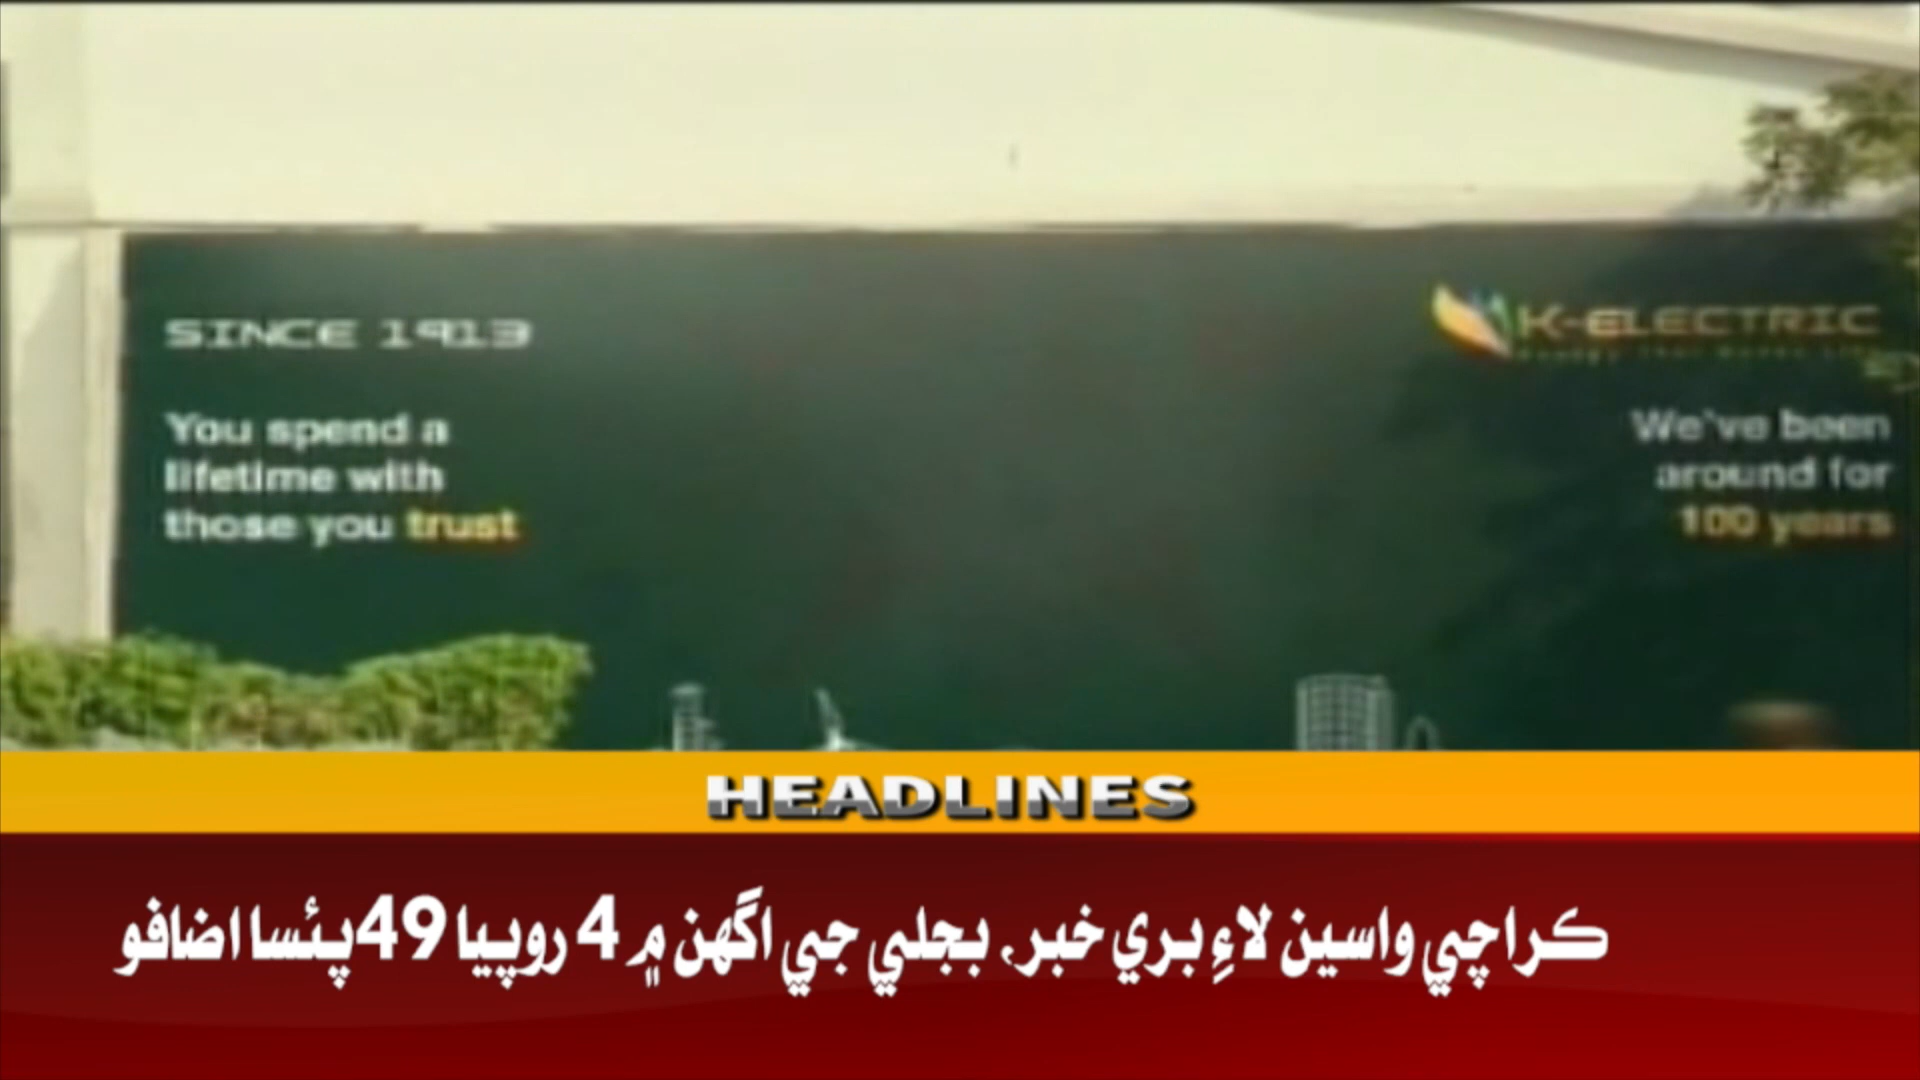 SINCE 1913
You spend a
lifetime with
those you trust
K-ELECTRIC
We've been
around for
100 years
HEADLINES
ڪراچي واسين لاءِ بري خبر، بجلي جي اگهن ۾ 4 روپيا 49 پئسا اضافو